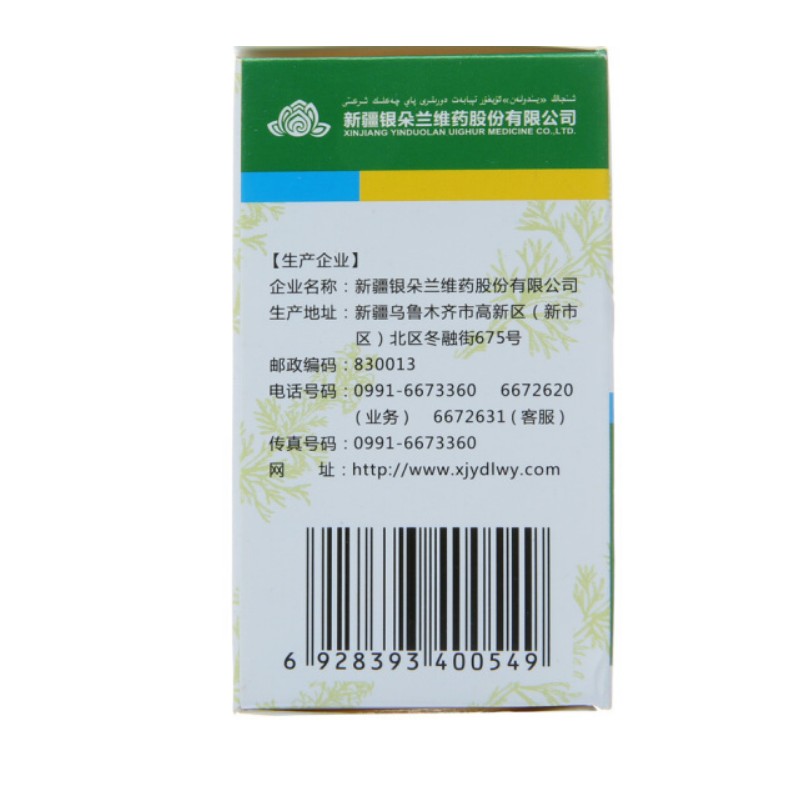 新疆银朵兰维药股份有限公司
XINJIANG YINDUOLAN UIGHUR MEDICINE CO.,LTD.
【生产企业】
企业名称：新疆银朵兰维药股份有限公司
生产地址：新疆乌鲁木齐市高新区（新市
区）北区冬融街675号
邮政编码：830013
电话号码：0991-6673360 6672620
（业务） 6672631（客服）
传真号码：0991-6673360
网 址：http://www.xjydlwy.com
6 928393 400549